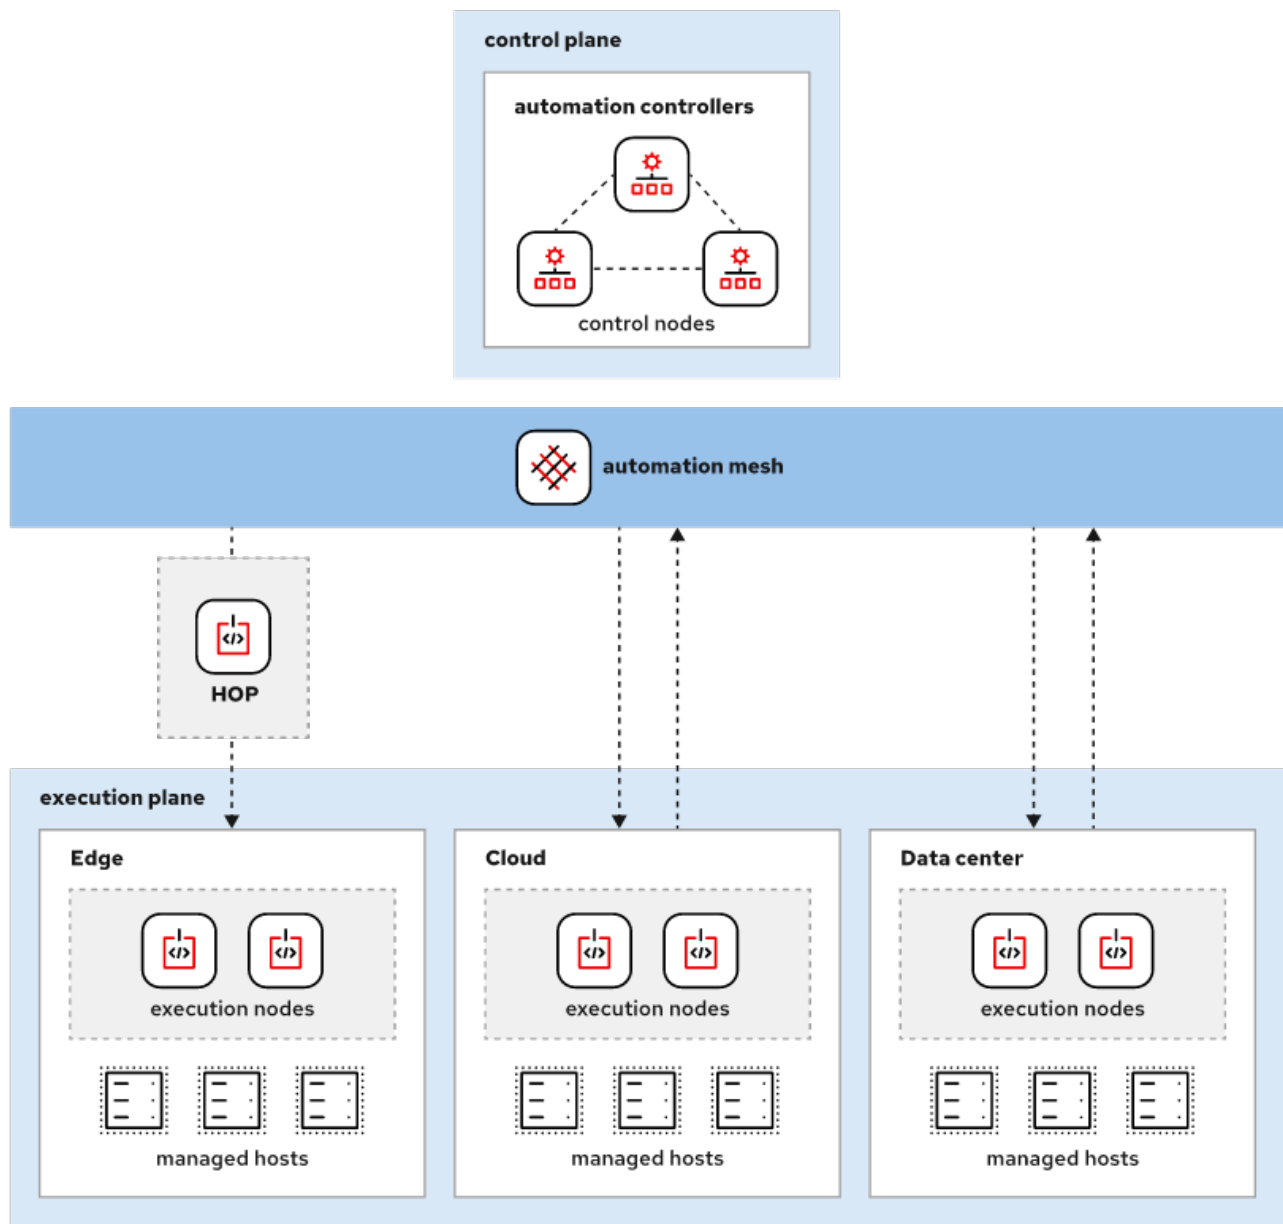 control plane
automation controllers
control nodes
automation mesh
HOP
execution plane
Edge
execution nodes
managed hosts
Cloud
execution nodes
managed hosts
Data center
execution nodes
managed hosts